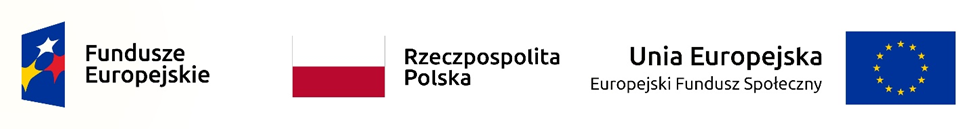 Fundusze
Europejskie
Rzeczpospolita
Polska
Unia Europejska
Europejski Fundusz Społeczny